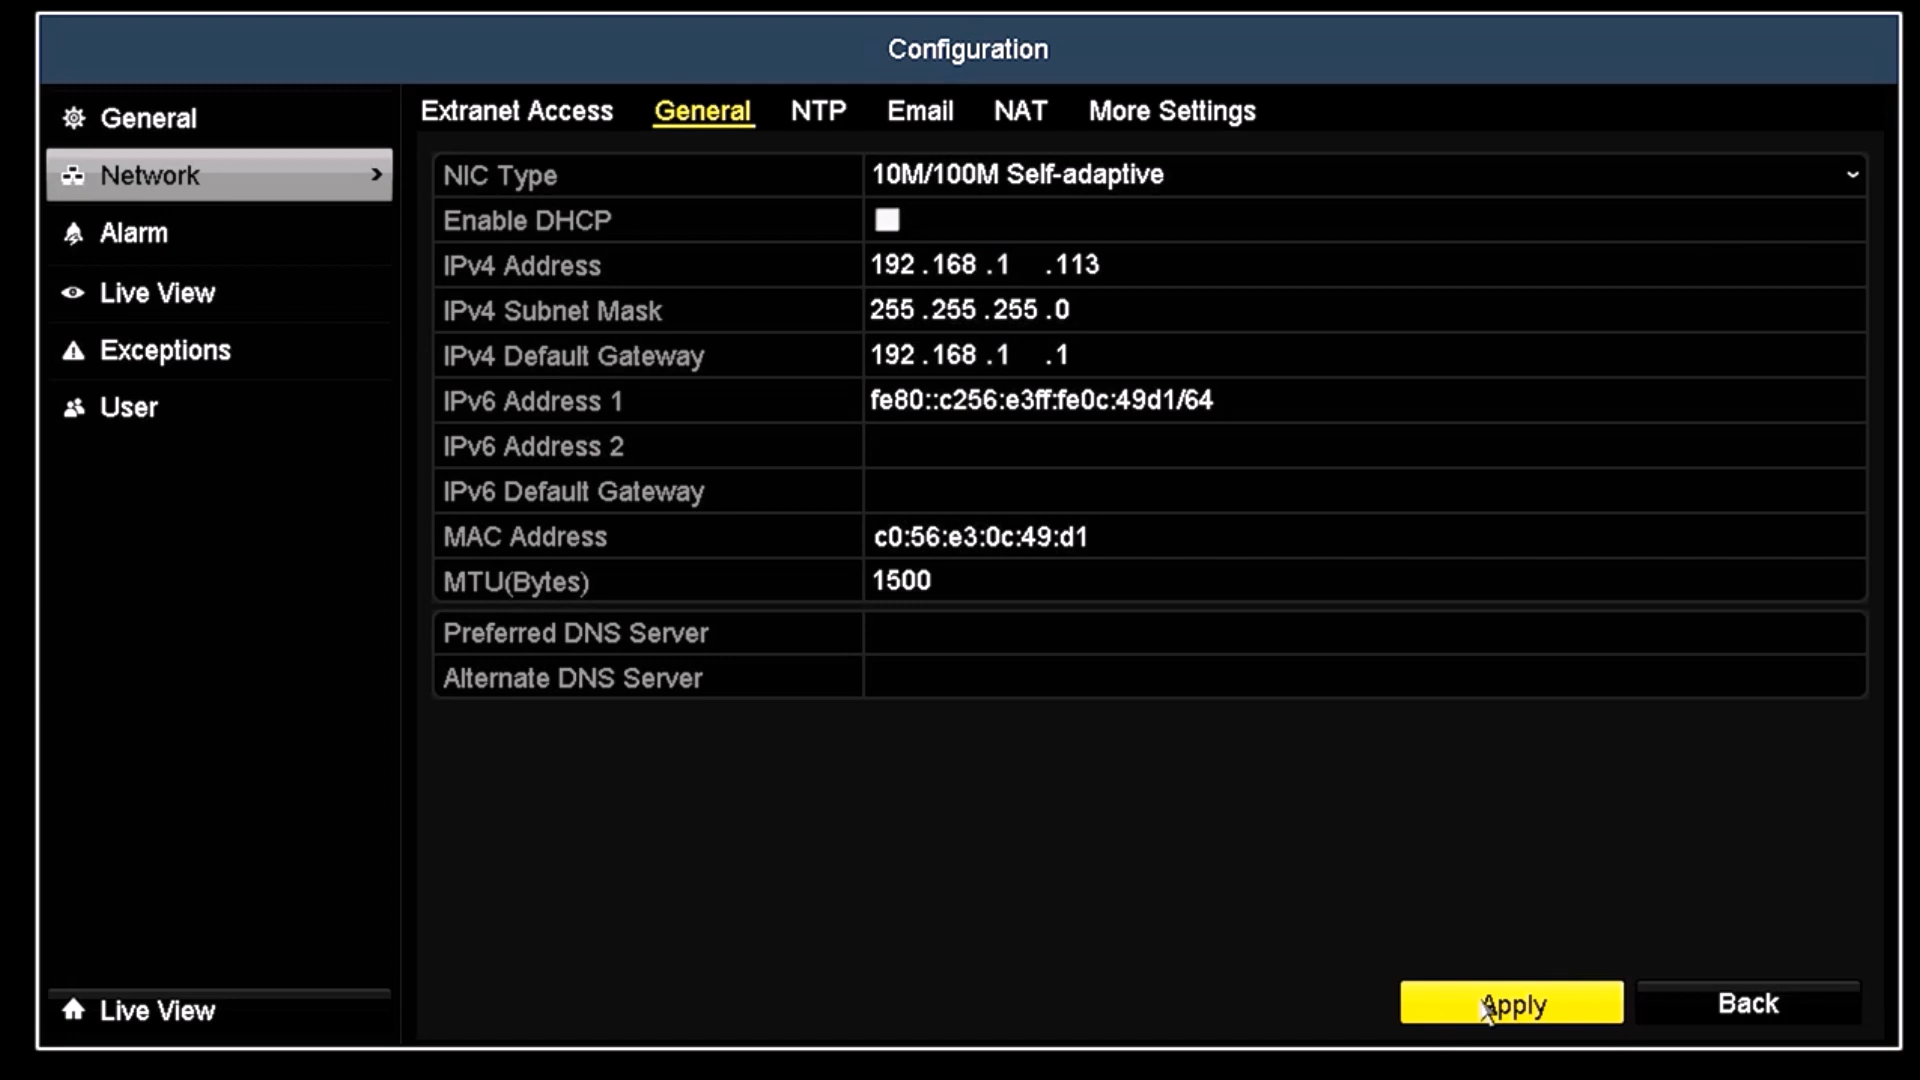 Configuration
General
Network
Alarm
Live View
Exceptions
User
Live View
Extranet Access General NTP Email NAT More Settings
NIC Type 10M/100M Self-adaptive
Enable DHCP
IPv4 Address 192 .168 .1 .113
IPv4 Subnet Mask 255 .255 .255 .0
IPv4 Default Gateway 192 .168 .1 .1
IPv6 Address 1 fe80::c256:e3ff:fe0c:49d1/64
IPv6 Address 2
IPv6 Default Gateway
MAC Address c0:56:e3:0c:49:d1
MTU(Bytes) 1500
Preferred DNS Server
Alternate DNS Server
Apply Back